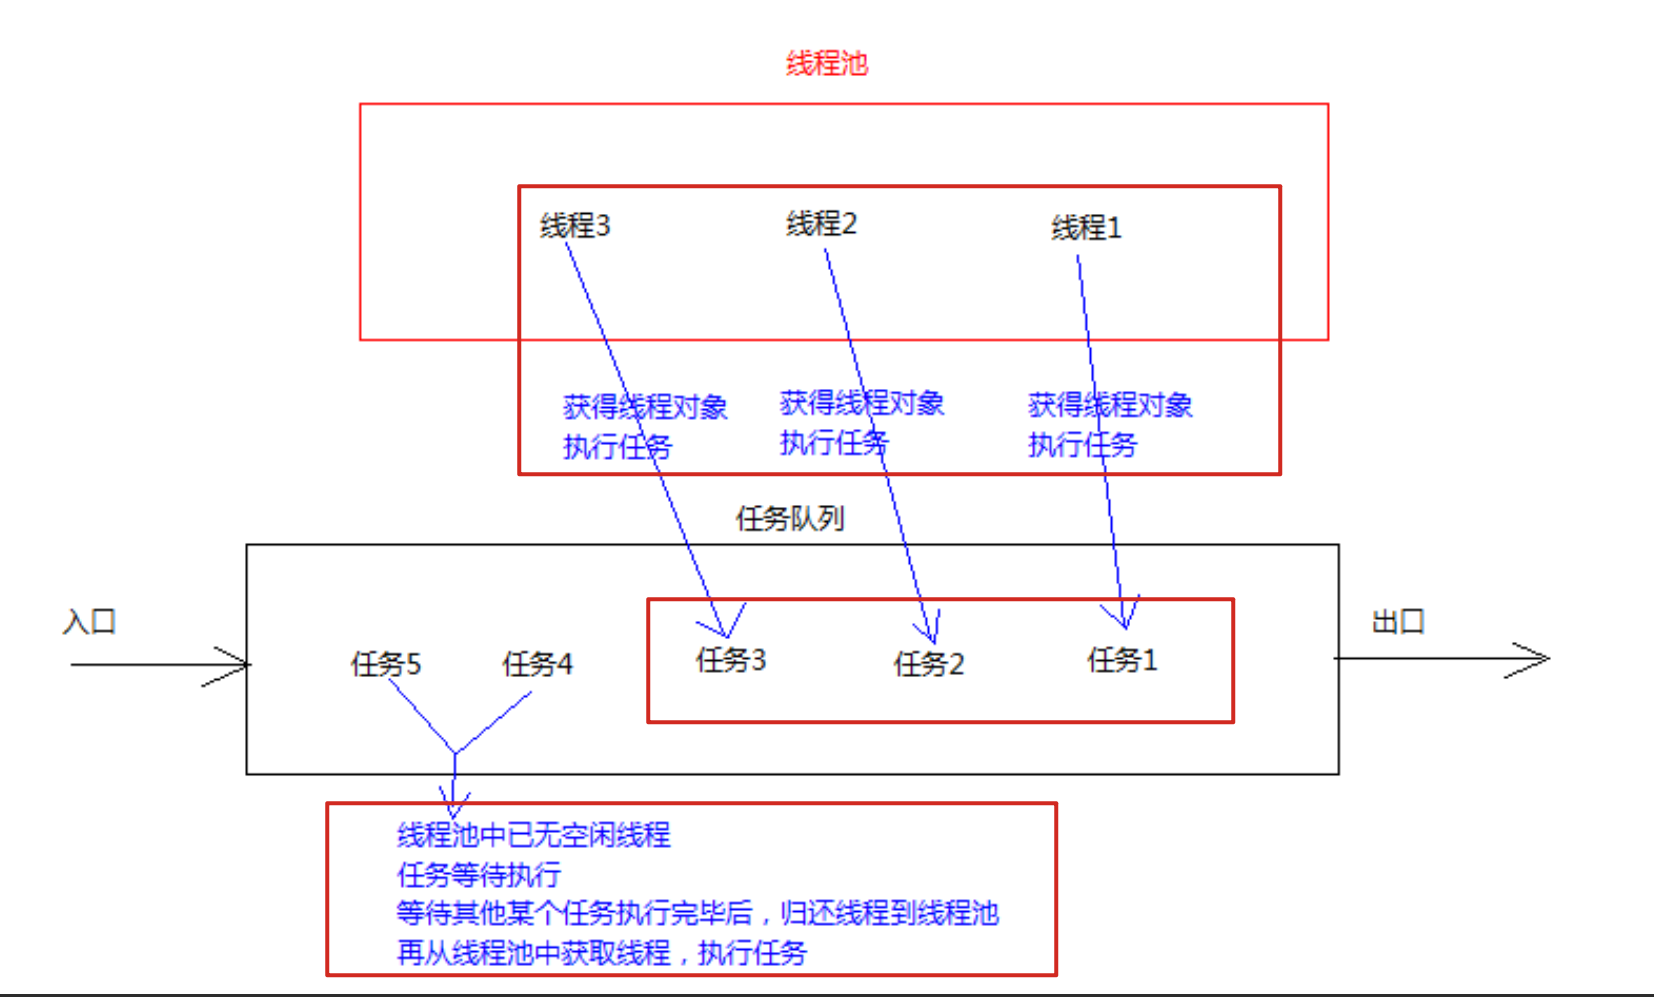 线程池
线程3
线程2
线程1
获得线程对象
执行任务
获得线程对象
执行任务
获得线程对象
执行任务
任务队列
入口
任务5
任务4
任务3
任务2
任务1
出口
线程池中已无空闲线程
任务等待执行
等待其他某个任务执行完毕后，归还线程到线程池
再从线程池中获取线程，执行任务